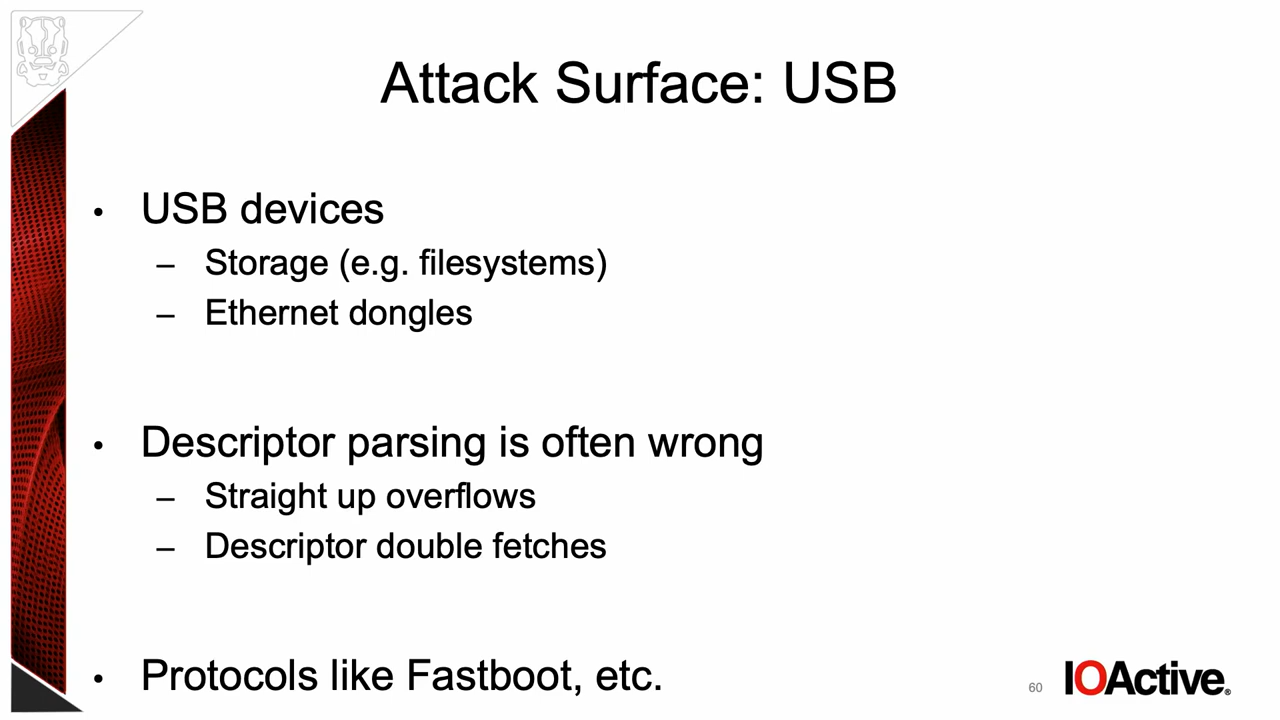 Attack Surface: USB
• USB devices
– Storage (e.g. filesystems)
– Ethernet dongles
• Descriptor parsing is often wrong
– Straight up overflows
– Descriptor double fetches
• Protocols like Fastboot, etc.
60
IOActive®